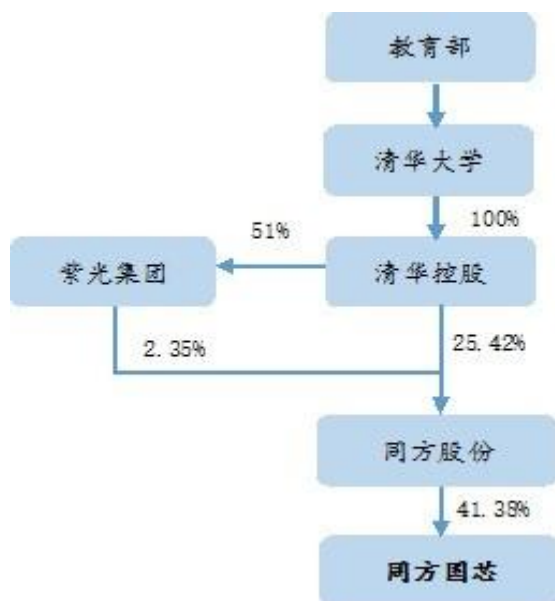 教育部
清华大学
100%
51%
紫光集团
清华控股
2.35%
25.42%
同方股份
41.38%
同方国芯